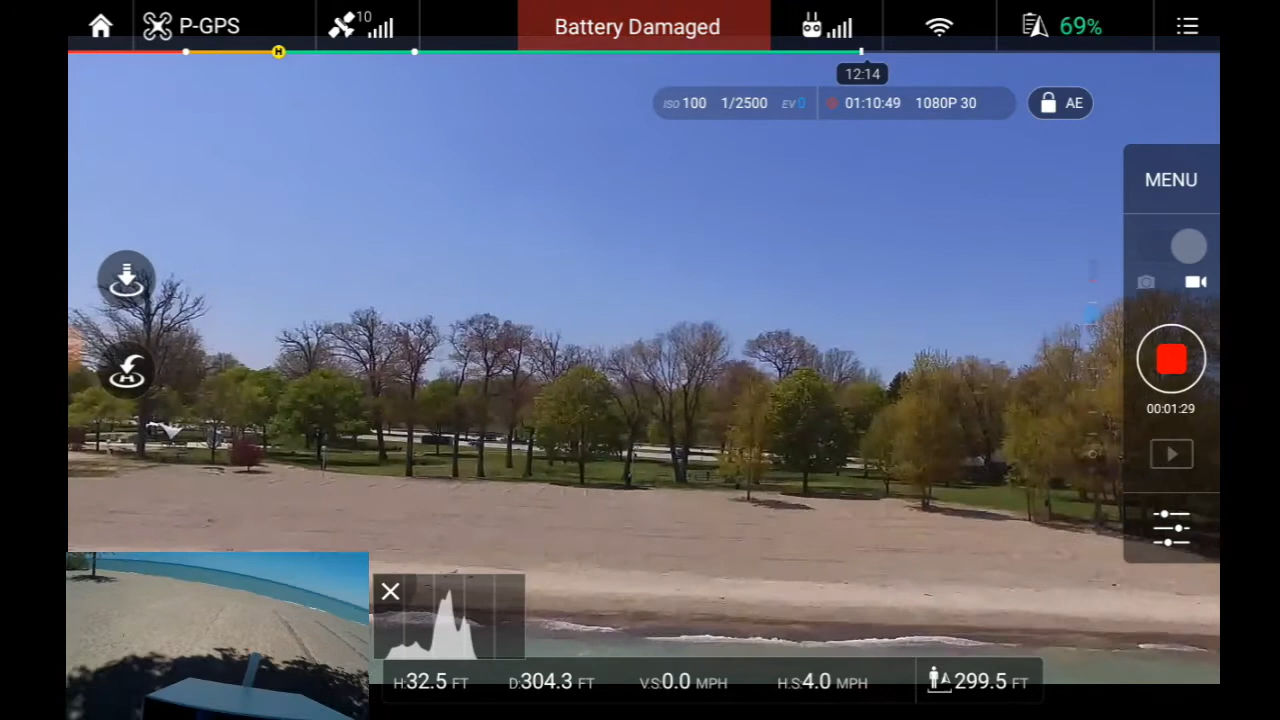 P-GPS
10
Battery Damaged
69%
H
12:14
ISO 100 1/2500 EV 0 01:10:49 1080P 30 AE
MENU
H
00:01:29
H:32.5 FT D:304.3 FT V.S:0.0 MPH H.S:4.0 MPH 299.5 FT